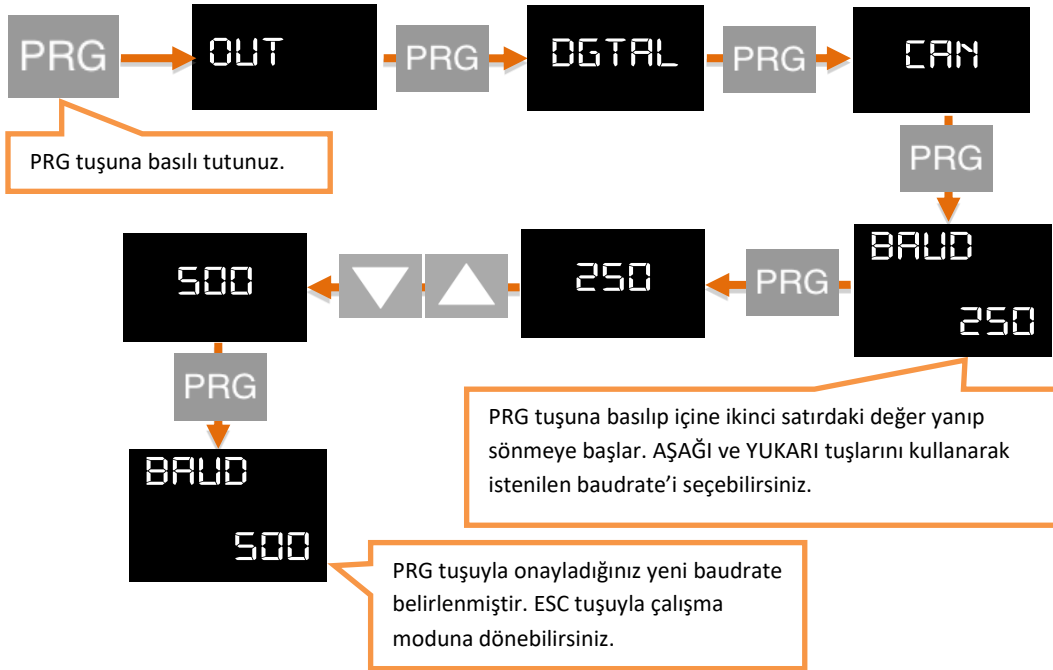 PRG
OUT
PRG
DGTAL
PRG
CAN
PRG tuşuna basılı tutunuz.
PRG
BAUD
250
PRG
250
500
PRG
BAUD
500
PRG tuşuna basılıp içine ikinci satırdaki değer yanıp
sönmeye başlar. AŞAĞI ve YUKARI tuşlarını kullanarak
istenilen baudrate’i seçebilirsiniz.
PRG tuşuyla onayladığınız yeni baudrate
belirlenmiştir. ESC tuşuyla çalışma
moduna dönebilirsiniz.